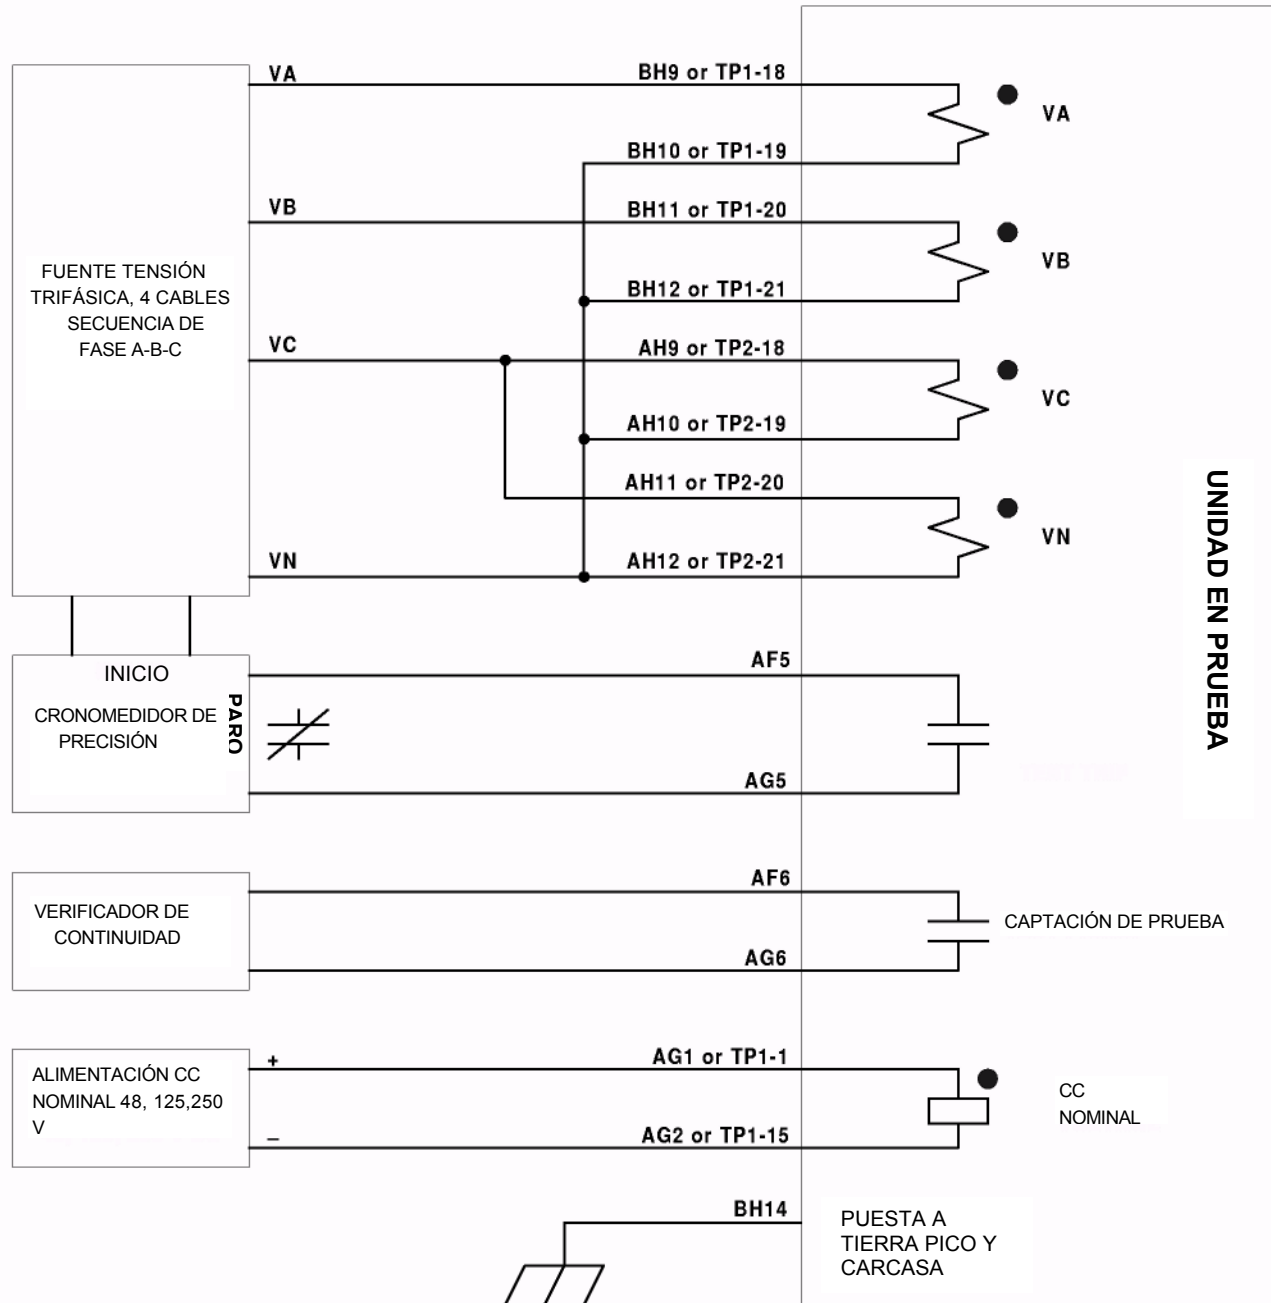 VA
BH9 or TP1-18
VA
BH10 or TP1-19
VB
BH11 or TP1-20
VB
BH12 or TP1-21
FUENTE TENSIÓN
TRIFÁSICA, 4 CABLES
SECUENCIA DE
FASE A-B-C
VC
AH9 or TP2-18
VC
AH10 or TP2-19
AH11 or TP2-20
VN
VN
AH12 or TP2-21
UNIDAD EN PRUEBA
INICIO
CRONOMEDIDOR DE
PRECISIÓN
PARO
AF5
AG5
VERIFICADOR DE
CONTINUIDAD
AF6
AG6
CAPTACIÓN DE PRUEBA
ALIMENTACIÓN CC
NOMINAL 48, 125,250
V
+
–
AG1 or TP1-1
AG2 or TP1-15
CC
NOMINAL
BH14
PUESTA A
TIERRA PICO Y
CARCASA